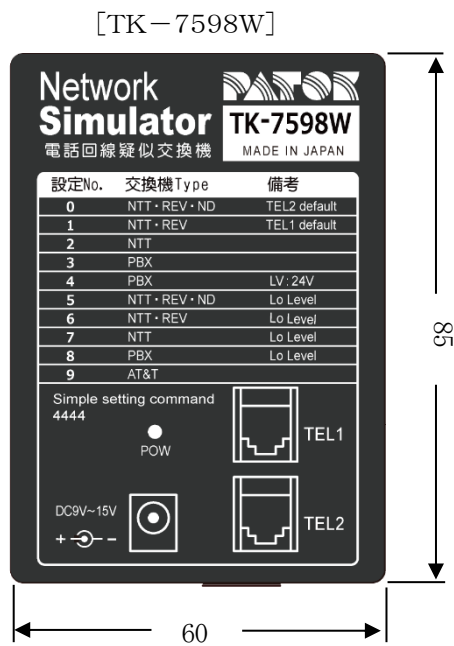 [TK－7598W]
Network
Simulator
電話回線疑似交換機
PATOK
TK-7598W
MADE IN JAPAN
設定No. 交換機Type 備考
0 NTT・REV・ND TEL2 default
1 NTT・REV TEL1 default
2 NTT
3 PBX
4 PBX LV:24V
5 NTT・REV・ND Lo Level
6 NTT・REV Lo Level
7 NTT Lo Level
8 PBX Lo Level
9 AT&T
Simple setting command
4444
POW
TEL1
DC9V~15V
+ -
TEL2
85
60